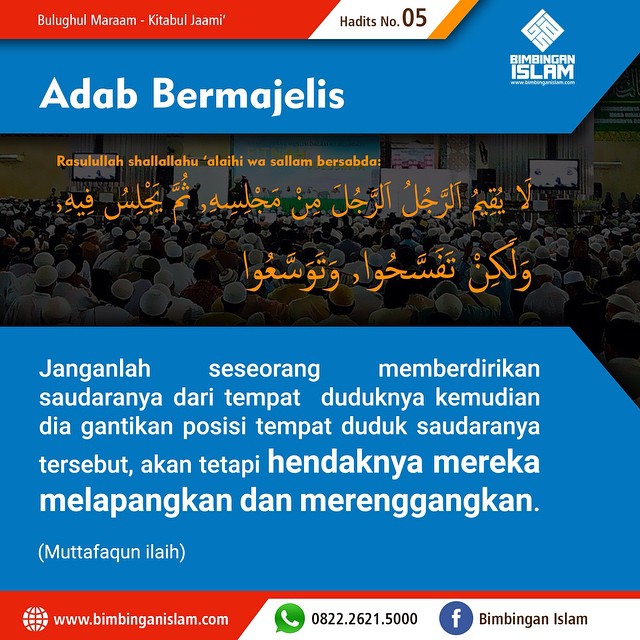 Bulughul Maraam - Kitabul Jaami’
Hadits No. 05
BIMBINGAN
ISLAM
www.bimbinganislam.com
Adab Bermajelis
Rasulullah shallallahu ‘alaihi wa sallam bersabda:
لَا يُقِيمُ اَلرَّجُلُ اَلرَّجُلَ مِنْ مَجْلِسِهِ, ثُمَّ يَجْلِسُ فِيهِ,
وَلَكِنْ تَفَسَّحُوا, وَتَوَسَّعُوا
Janganlah seseorang memberdirikan
saudaranya dari tempat duduknya kemudian
dia gantikan posisi tempat duduk saudaranya
tersebut, akan tetapi hendaknya mereka
melapangkan dan merenggangkan.
(Muttafaqun ilaih)
www.bimbinganislam.com
0822.2621.5000
Bimbingan Islam